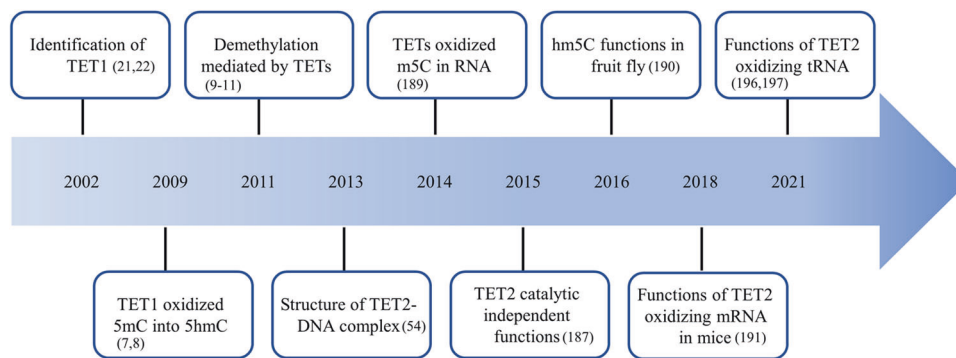 Identification of
TET1 (21,22)
Demethylation
mediated by TETs
(9-11)
TETs oxidized
m5C in RNA
(189)
hm5C functions in
fruit fly (190)
Functions of TET2
oxidizing tRNA
(196,197)
2002
2009
2011
2013
2014
2015
2016
2018
2021
TET1 oxidized
5mC into 5hmC
(7,8)
Structure of TET2-
DNA complex (54)
TET2 catalytic
independent
functions (187)
Functions of TET2
oxidizing mRNA
in mice (191)